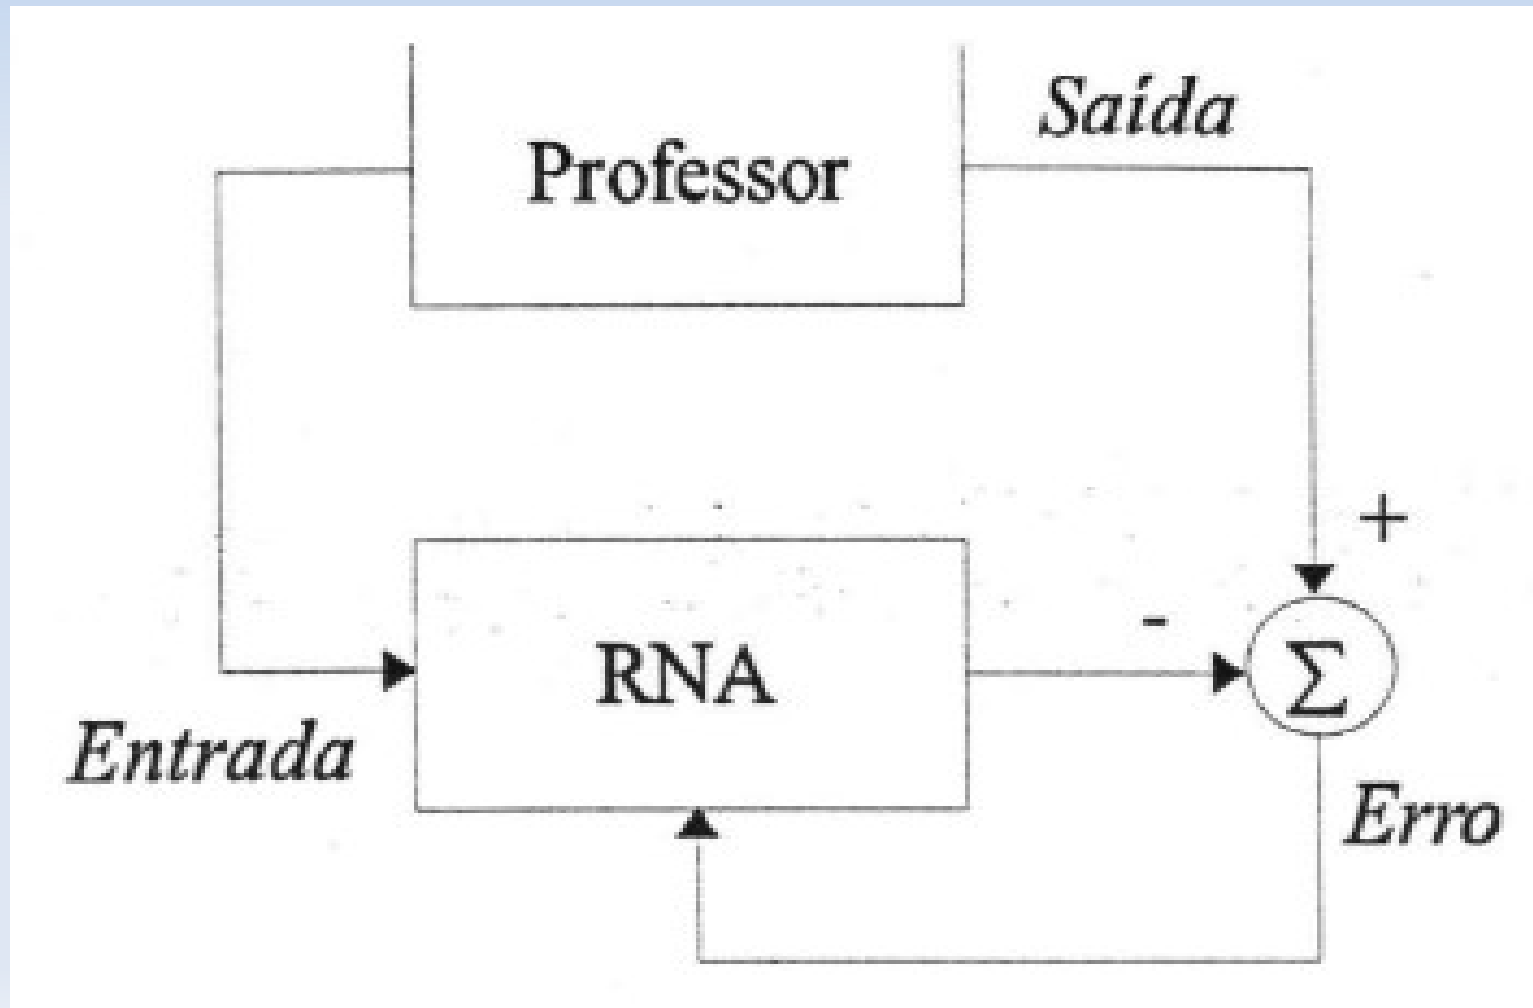 Saída
Professor
+
-
RNA
Σ
Entrada
Erro